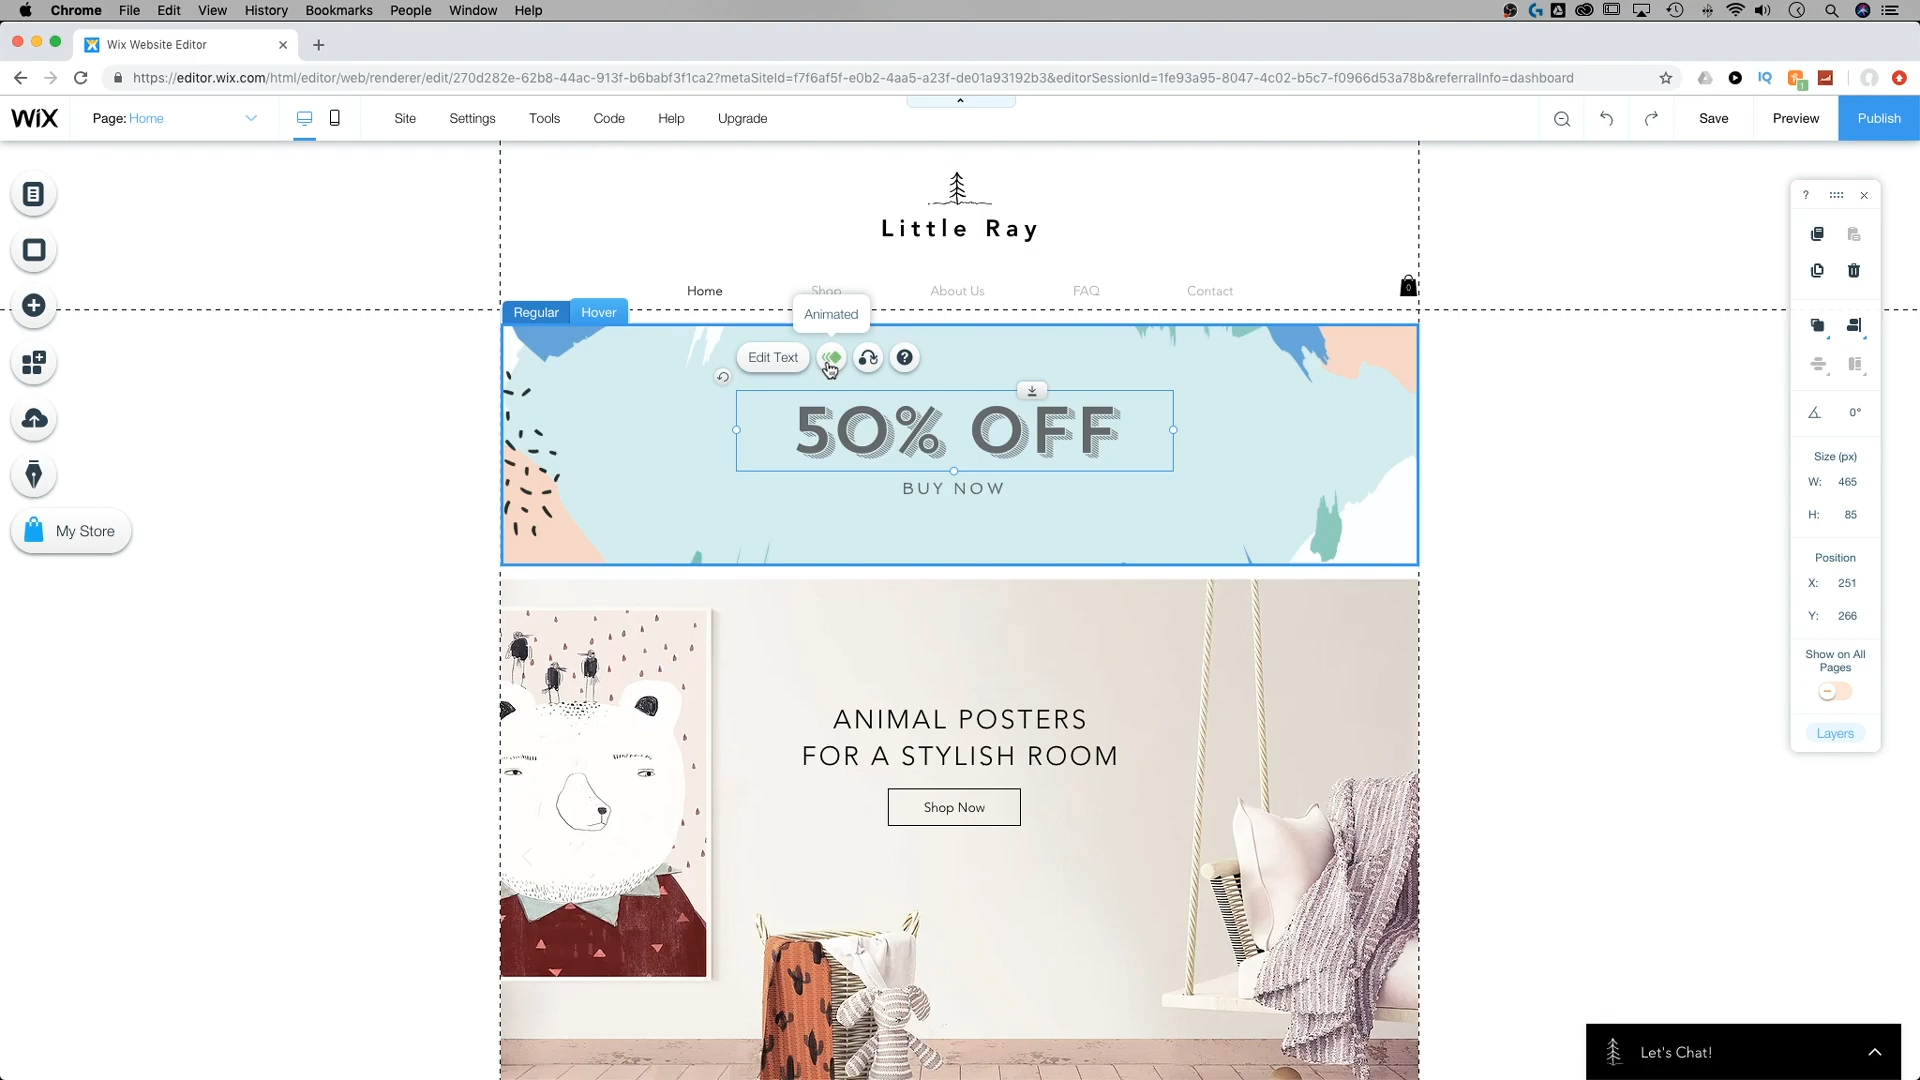 Chrome File Edit View History Bookmarks People Window Help
Wix Website Editor
https://editor.wix.com/html/editor/web/renderer/edit/270d282e-62b8-44ac-913f-b6babf3f1ca2?metaSiteId=f7f6af5f-e0b2-4aa5-a23f-de01a93192b3&editorSessionId=1fe93a95-8047-4c02-b5c7-f0966d53a78b&referralInfo=dashboard
IQ
1
WiX Page: Home Site Settings Tools Code Help Upgrade Save Preview Publish
?
Little Ray
Home Shop About Us FAQ Contact
0
Regular Hover
Animated
Edit Text
?
50% OFF
BUY NOW
My Store
0°
Size (px)
W: 465
H: 85
Position
X: 251
Y: 266
Show on All
Pages
Layers
ANIMAL POSTERS
FOR A STYLISH ROOM
Shop Now
Let's Chat!